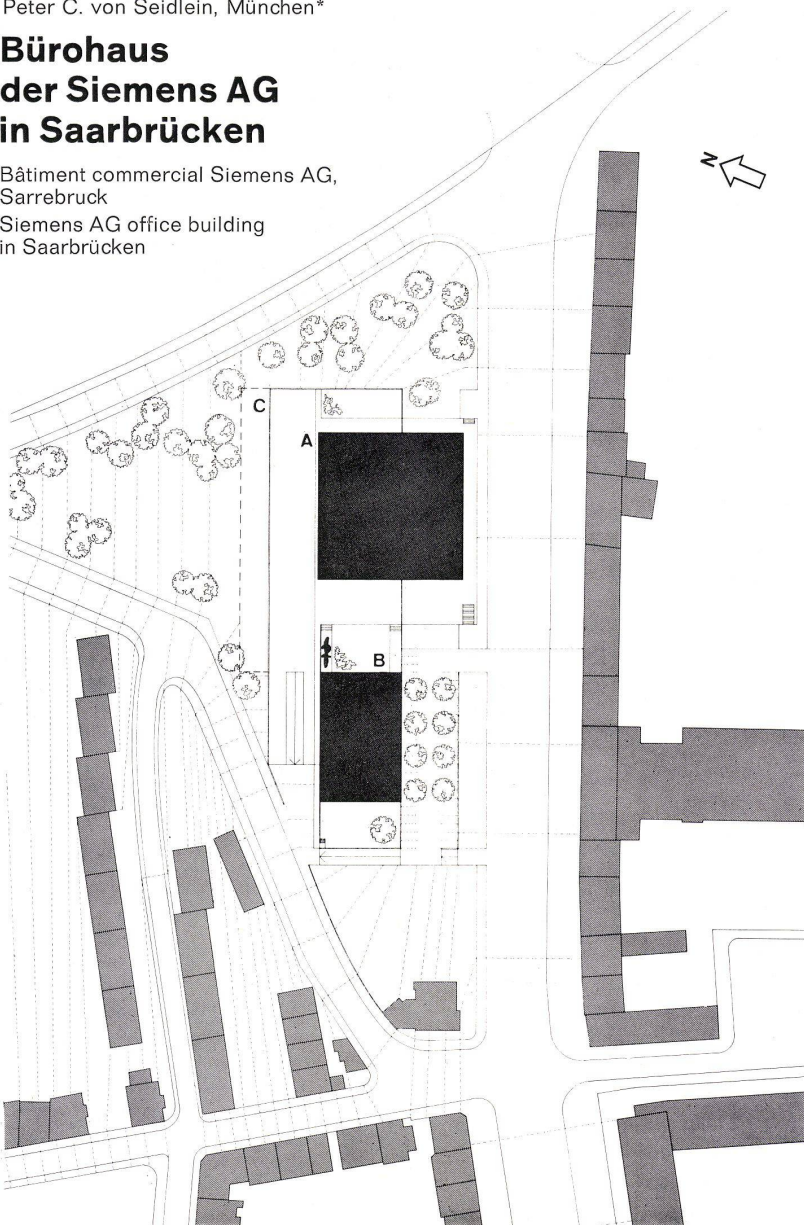 Peter C. von Seidlein, München*
Bürohaus
der Siemens AG
in Saarbrücken
Bâtiment commercial Siemens AG,
Sarrebruck
Siemens AG office building
in Saarbrücken
N
C
A
B